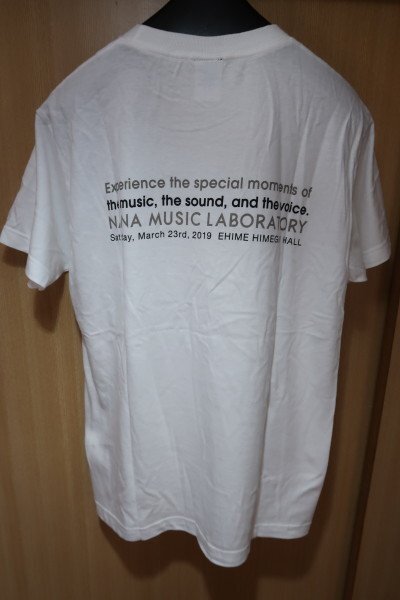 Experience the special moments of
the music, the sound, and the voice.
NANA MUSIC LABORATORY
Saturday, March 23rd, 2019 EHIME HIMEGIN HALL